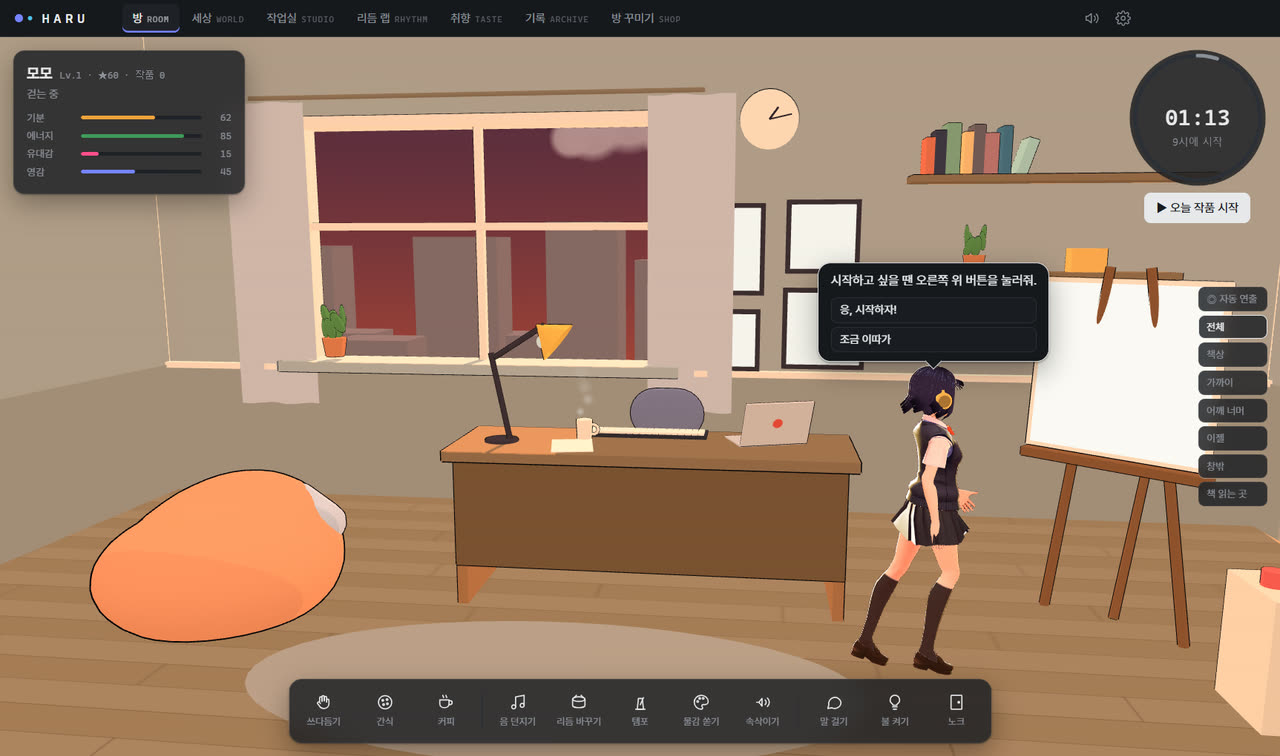 HARU
방 ROOM
세상 WORLD
작업실 STUDIO
리듬 랩 RHYTHM
취향 TASTE
기록 ARCHIVE
방 꾸미기 SHOP
모모 Lv.1 · ★60 · 작품 0
걷는 중
기분 62
에너지 85
유대감 15
영감 45
01:13
9시에 시작
▶ 오늘 작품 시작
시작하고 싶을 땐 오른쪽 위 버튼을 눌러줘.
응, 시작하자!
조금 이따가
◎ 자동 연출
전체
책상
가까이
어깨 너머
이젤
창밖
책 읽는 곳
쓰다듬기
간식
커피
음 던지기
리듬 바꾸기
템포
물감 쏟기
속삭이기
말 걸기
불 켜기
노크